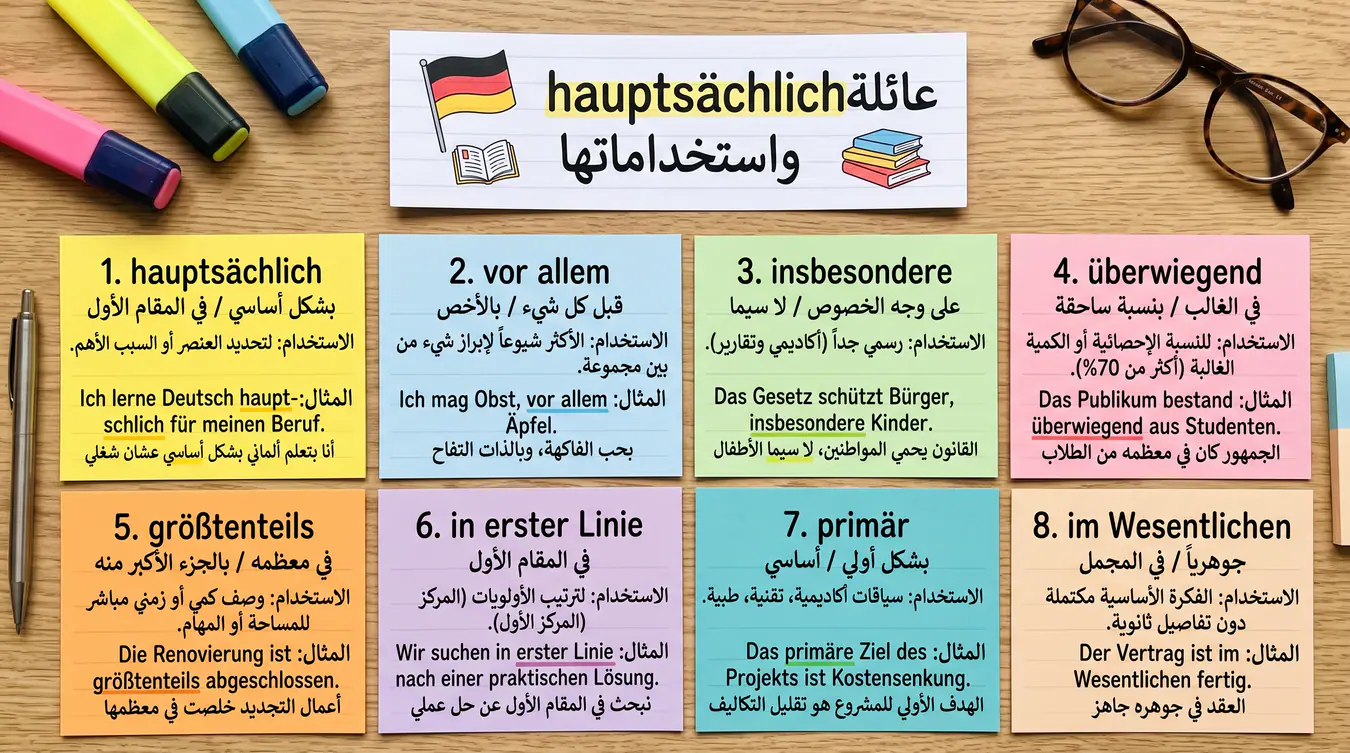 عائلة hauptsächlich
واستخداماتها
1. hauptsächlich
بشكل أساسي / في المقام الأول
الاستخدام: لتحديد العنصر أو السبب الأهم.
المثال: Ich lerne Deutsch haupt-
schlich für meinen Beruf.
أنا بتعلم ألماني بشكل أساسي عشان شغلي
2. vor allem
قبل كل شيء / بالأخص
الاستخدام: الأكثر شيوعاً لإبراز شيء من
بين مجموعة.
المثال: Ich mag Obst, vor allem
Äpfel.
بحب الفاكهة، وبالذات التفاح
3. insbesondere
على وجه الخصوص / لا سيما
الاستخدام: رسمي جداً (أكاديمي وتقارير).
Das Gesetz schützt Bürger,
insbesondere Kinder.
القانون يحمي المواطنين، لا سيما الأطفال
4. überwiegend
في الغالب / بنسبة ساحقة
الاستخدام: للنسبة الإحصائية أو الكمية
الغالبة (أكثر من 70%).
المثال: Das Publikum bestand
überwiegend aus Studenten.
الجمهور كان في معظمه من الطلاب
5. größtenteils
في معظمه / بالجزء الأكبر منه
الاستخدام: وصف كمي أو زمني مباشر
للمساحة أو المهام.
المثال: Die Renovierung ist
größtenteils abgeschlossen.
أعمال التجديد خلصت في معظمها
6. in erster Linie
في المقام الأول
الاستخدام: لترتيب الأولويات (المركز
(المركز الأول).
المثال: Wir suchen in erster Linie
nach einer praktischen Lösung.
نبحث في المقام الأول عن حل عملي
7. primär
بشكل أولي / أساسي
الاستخدام: سياقات أكاديمية، تقنية، طبية.
المثال: Das primäre Ziel des
Projekts ist Kostensenkung.
الهدف الأولي للمشروع هو تقليل التكاليف
8. im Wesentlichen
جوهرياً / في المجمل
الاستخدام: الفكرة الأساسية مكتملة
دون تفاصيل ثانوية.
المثال: Der Vertrag ist im
Wesentlichen fertig.
العقد في جوهره جاهز